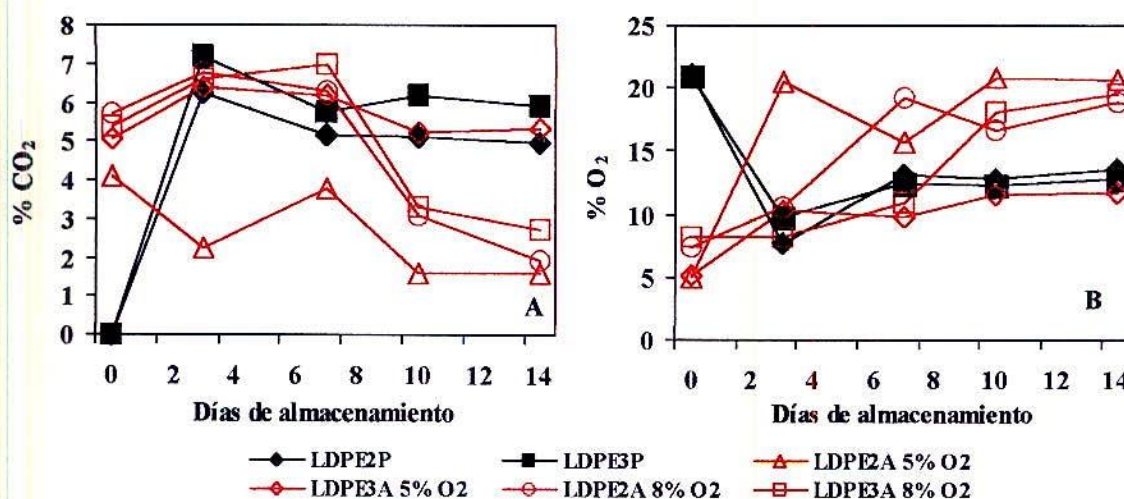 % CO2
8
7
6
5
4
3
2
1
0
0 2 4 6 8 10 12 14
Días de almacenamiento
A
% O2
25
20
15
10
5
0
0 2 4 6 8 10 12 14
Días de almacenamiento
B
LDPE2P LDPE3P LDPE2A 5% O2
LDPE3A 5% O2 LDPE2A 8% O2 LDPE3A 8% O2